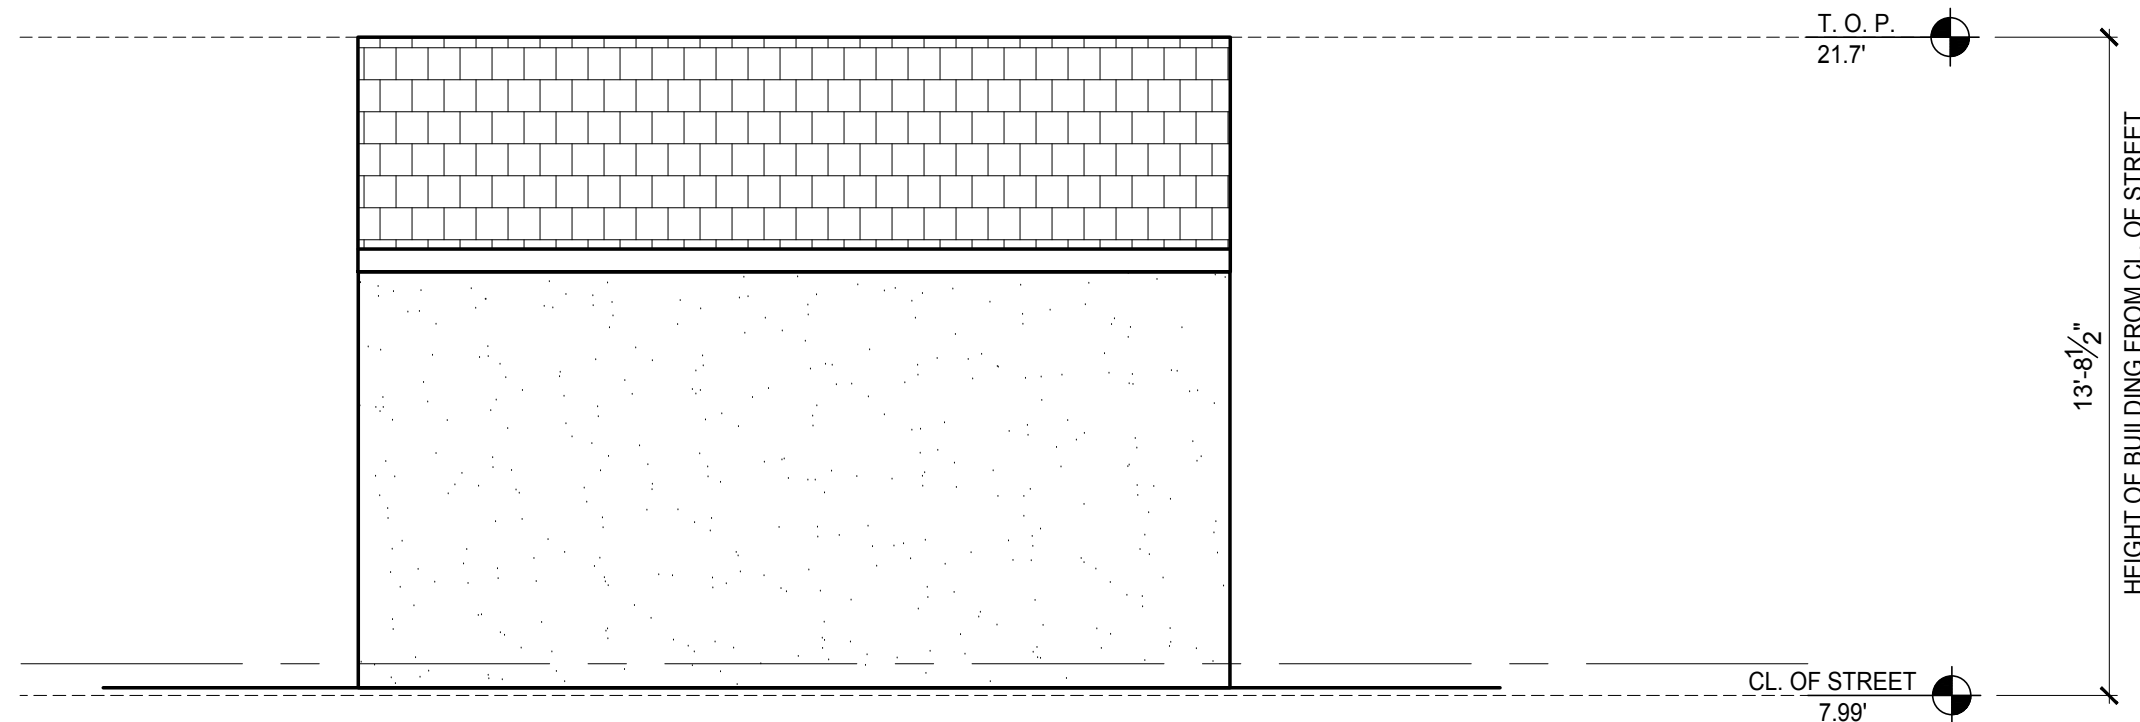 T. O. P.
21.7'
13'-8½"
HEIGHT OF BUILDING FROM CL. OF STREET
CL. OF STREET
7.99'